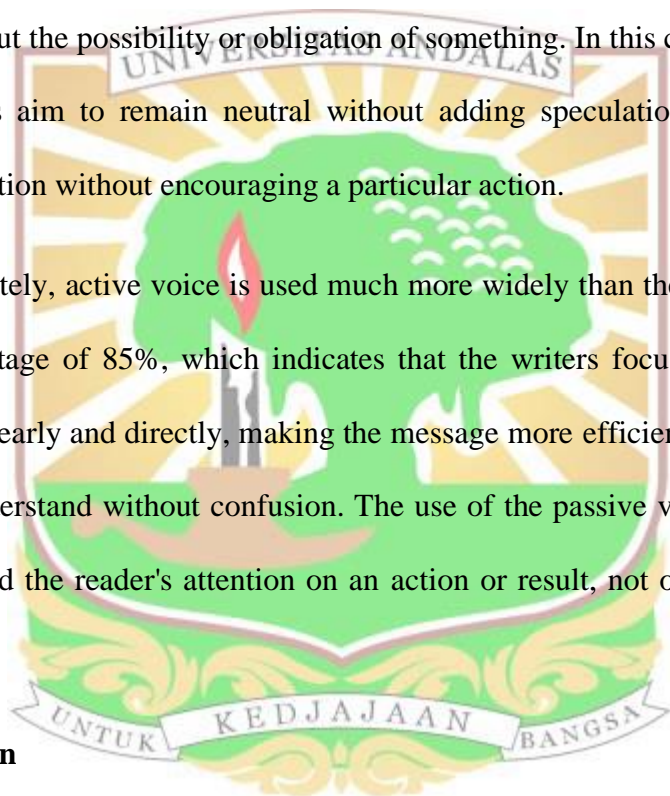 ut the possibility or obligation of something. In this c
UNIVERSITAS ANDALAS
s aim to remain neutral without adding speculatio
tion without encouraging a particular action.
tely, active voice is used much more widely than the
tage of 85%, which indicates that the writers focu
early and directly, making the message more efficien
derstand without confusion. The use of the passive v
d the reader's attention on an action or result, not o
UNTUK KEDJAJAAN BANGSA
n